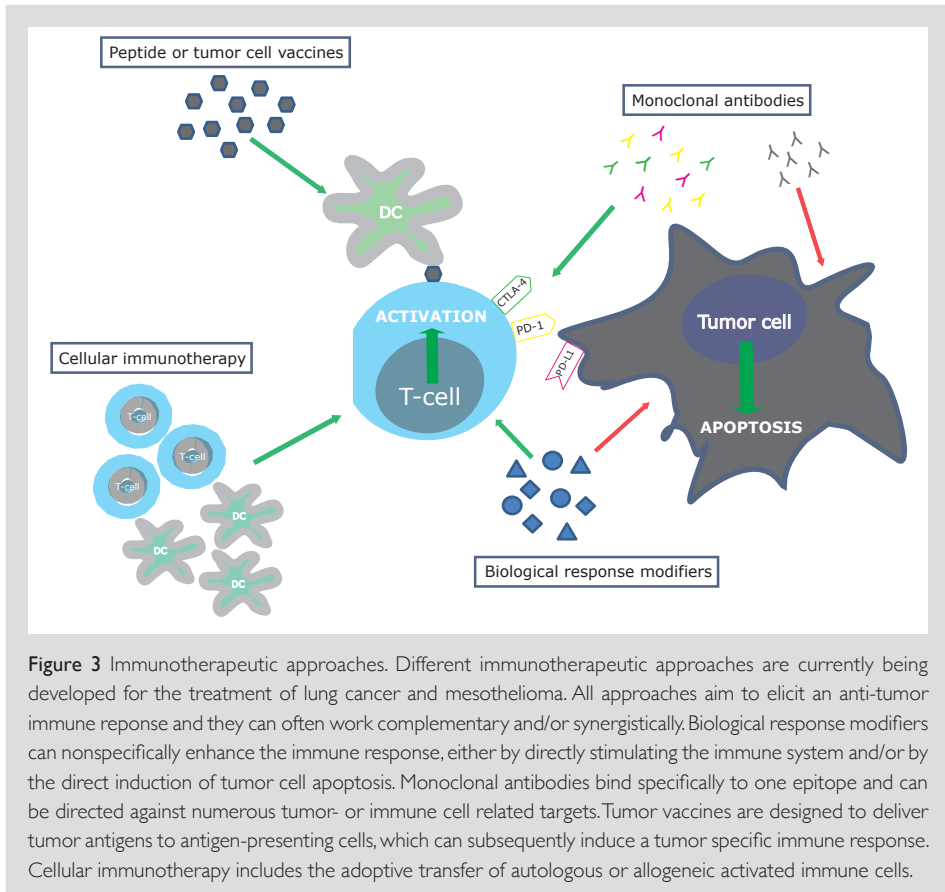 Peptide or tumor cell vaccines
Monoclonal antibodies
DC
CTLA-4
ACTIVATION
PD-1
Tumor cell
PD-L1
Cellular immunotherapy
T-cell
APOPTOSIS
T-cell
T-cell
T-cell
DC
DC
DC
Biological response modifiers
Figure 3 Immunotherapeutic approaches. Different immunotherapeutic approaches are currently being
developed for the treatment of lung cancer and mesothelioma. All approaches aim to elicit an anti-tumor
immune reponse and they can often work complementary and/or synergistically. Biological response modifiers
can nonspecifically enhance the immune response, either by directly stimulating the immune system and/or by
the direct induction of tumor cell apoptosis. Monoclonal antibodies bind specifically to one epitope and can
be directed against numerous tumor- or immune cell related targets. Tumor vaccines are designed to deliver
tumor antigens to antigen-presenting cells, which can subsequently induce a tumor specific immune response.
Cellular immunotherapy includes the adoptive transfer of autologous or allogeneic activated immune cells.